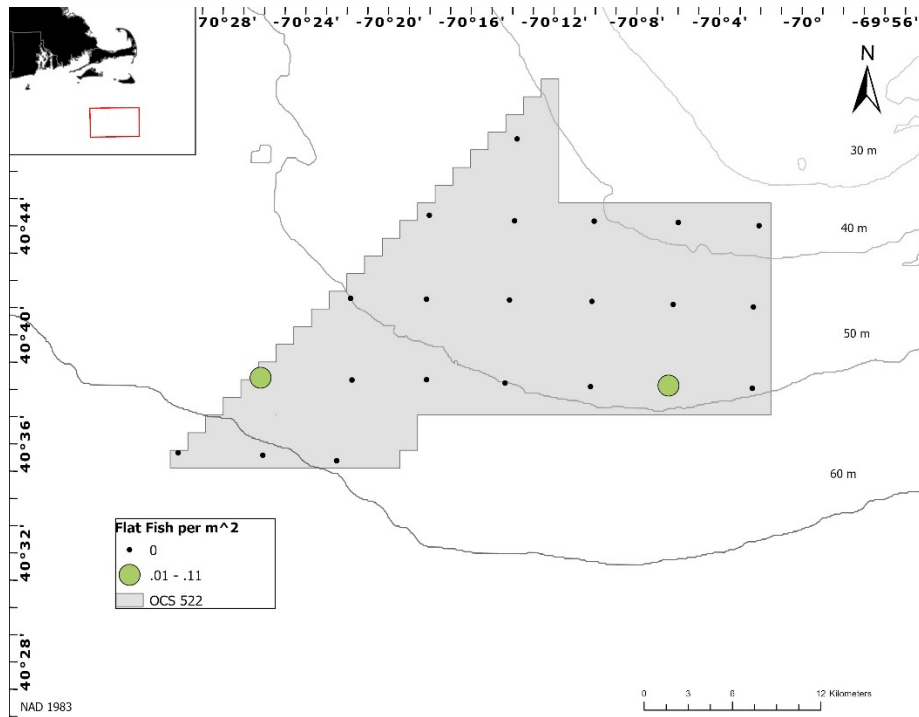 70°28' -70°24' -70°20' -70°16' -70°12' -70°8' -70°4' -70° -69°56'
N
30 m
40°44'
40 m
40°40'
50 m
40°36'
60 m
40°32'
40°28'
Flat Fish per m^2
0
.01 - .11
OCS 522
NAD 1983
0 3 6 12 Kilometers